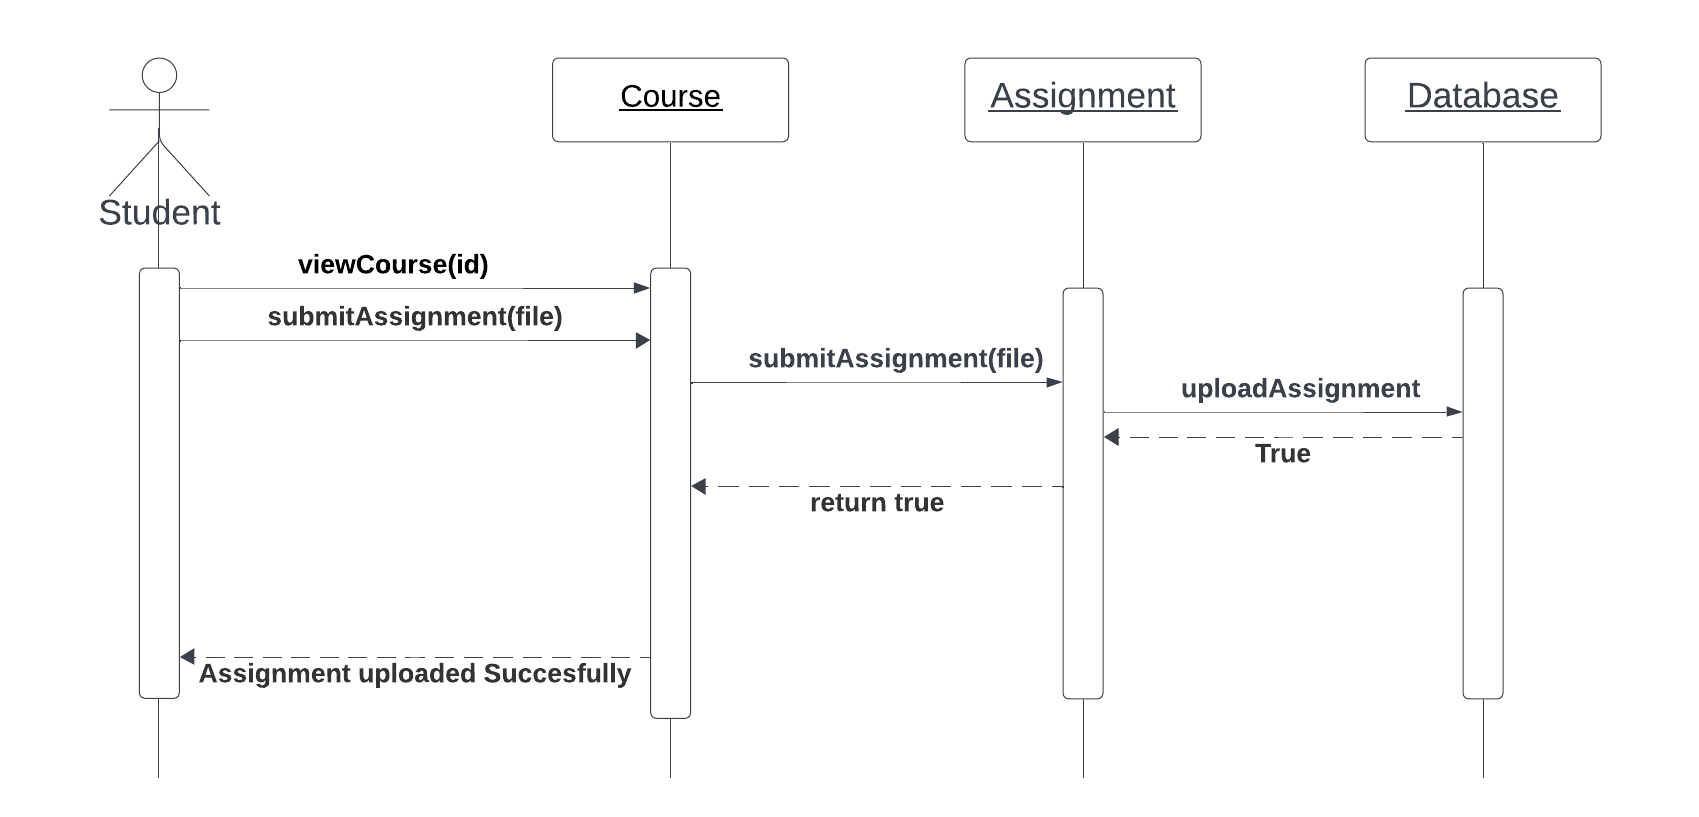 Course
Assignment
Database
Student
viewCourse(id)
submitAssignment(file)
submitAssignment(file)
uploadAssignment
True
return true
Assignment uploaded Succesfully